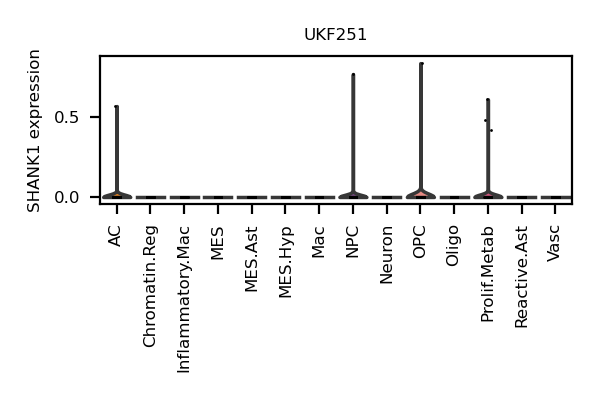 UKF251
SHANK1 expression
0.5
0.0
AC
Chromatin.Reg
Inflammatory.Mac
MES
MES.Ast
MES.Hyp
Mac
NPC
Neuron
OPC
Oligo
Prolif.Metab
Reactive.Ast
Vasc